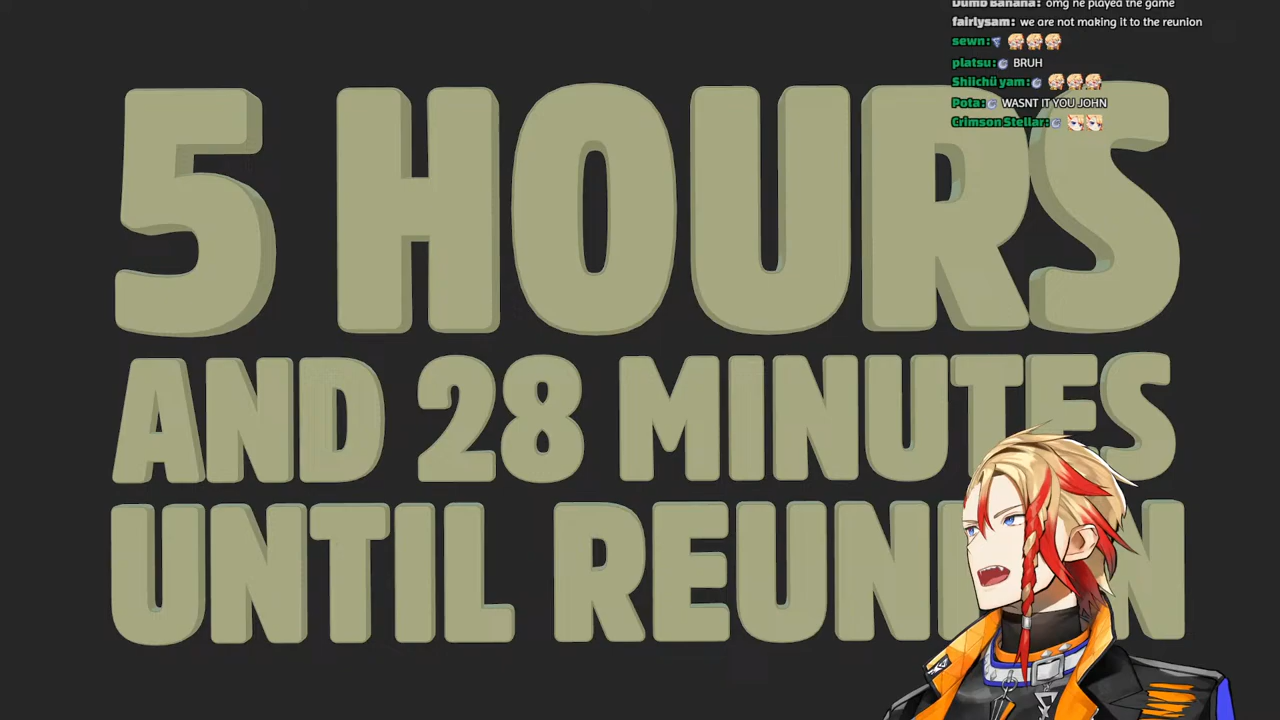 Dumb Banana: omg he played the game
fairlysam: we are not making it to the reunion
sewn:
platsu: BRUH
Shiichü yam:
Pota: WASNT IT YOU JOHN
Crimson Stellar:
5 HOURS
AND 28 MINUTES
UNTIL REUNION